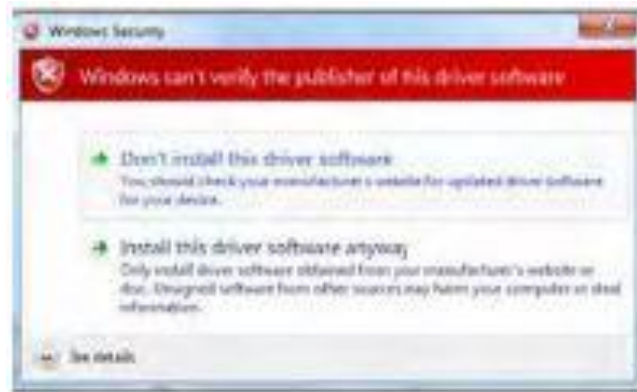 Windows Security
Windows can't verify the publisher of this driver software
Don't install this driver software
You should check your manufacturer's website for updated driver software
for your device.
Install this driver software anyway
Only install driver software obtained from your manufacturer's website or
disc. Unsigned software from other sources may harm your computer or steal
information.
See details